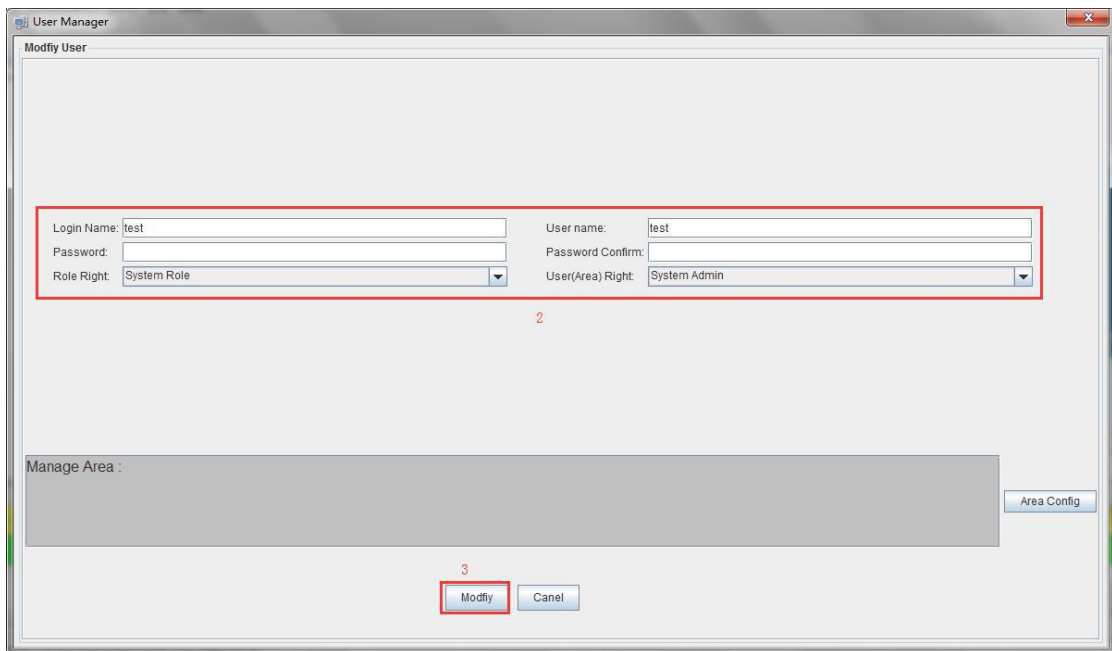 User Manager
Modfiy User
Login Name: test User name: test
Password: Password Confirm:
Role Right: System Role User(Area) Right: System Admin
2
Manage Area :
Area Config
3
Modfiy Canel